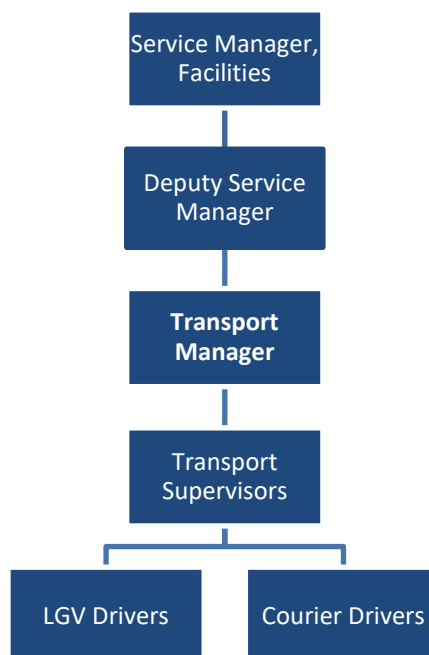 Service Manager,
Facilities
Deputy Service
Manager
Transport
Manager
Transport
Supervisors
LGV Drivers
Courier Drivers